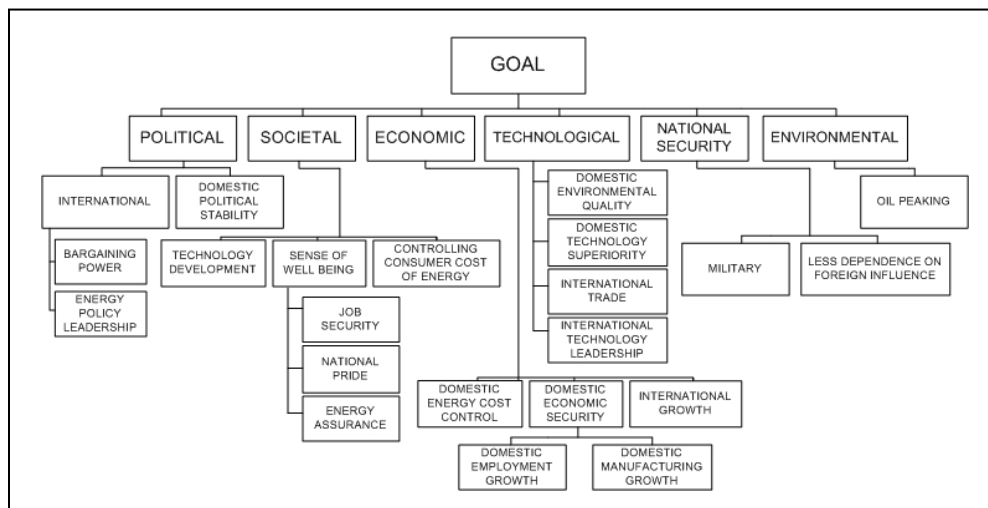 GOAL
POLITICAL
SOCIETAL
ECONOMIC
TECHNOLOGICAL
NATIONAL
SECURITY
ENVIRONMENTAL
INTERNATIONAL
DOMESTIC
POLITICAL
STABILITY
BARGAINING
POWER
ENERGY
POLICY
LEADERSHIP
TECHNOLOGY
DEVELOPMENT
SENSE OF
WELL BEING
CONTROLLING
CONSUMER COST
OF ENERGY
JOB
SECURITY
NATIONAL
PRIDE
ENERGY
ASSURANCE
DOMESTIC
ENVIRONMENTAL
QUALITY
DOMESTIC
TECHNOLOGY
SUPERIORITY
INTERNATIONAL
TRADE
INTERNATIONAL
TECHNOLOGY
LEADERSHIP
MILITARY
LESS DEPENDENCE ON
FOREIGN INFLUENCE
OIL PEAKING
DOMESTIC
ENERGY COST
CONTROL
DOMESTIC
ECONOMIC
SECURITY
INTERNATIONAL
GROWTH
DOMESTIC
EMPLOYMENT
GROWTH
DOMESTIC
MANUFACTURING
GROWTH